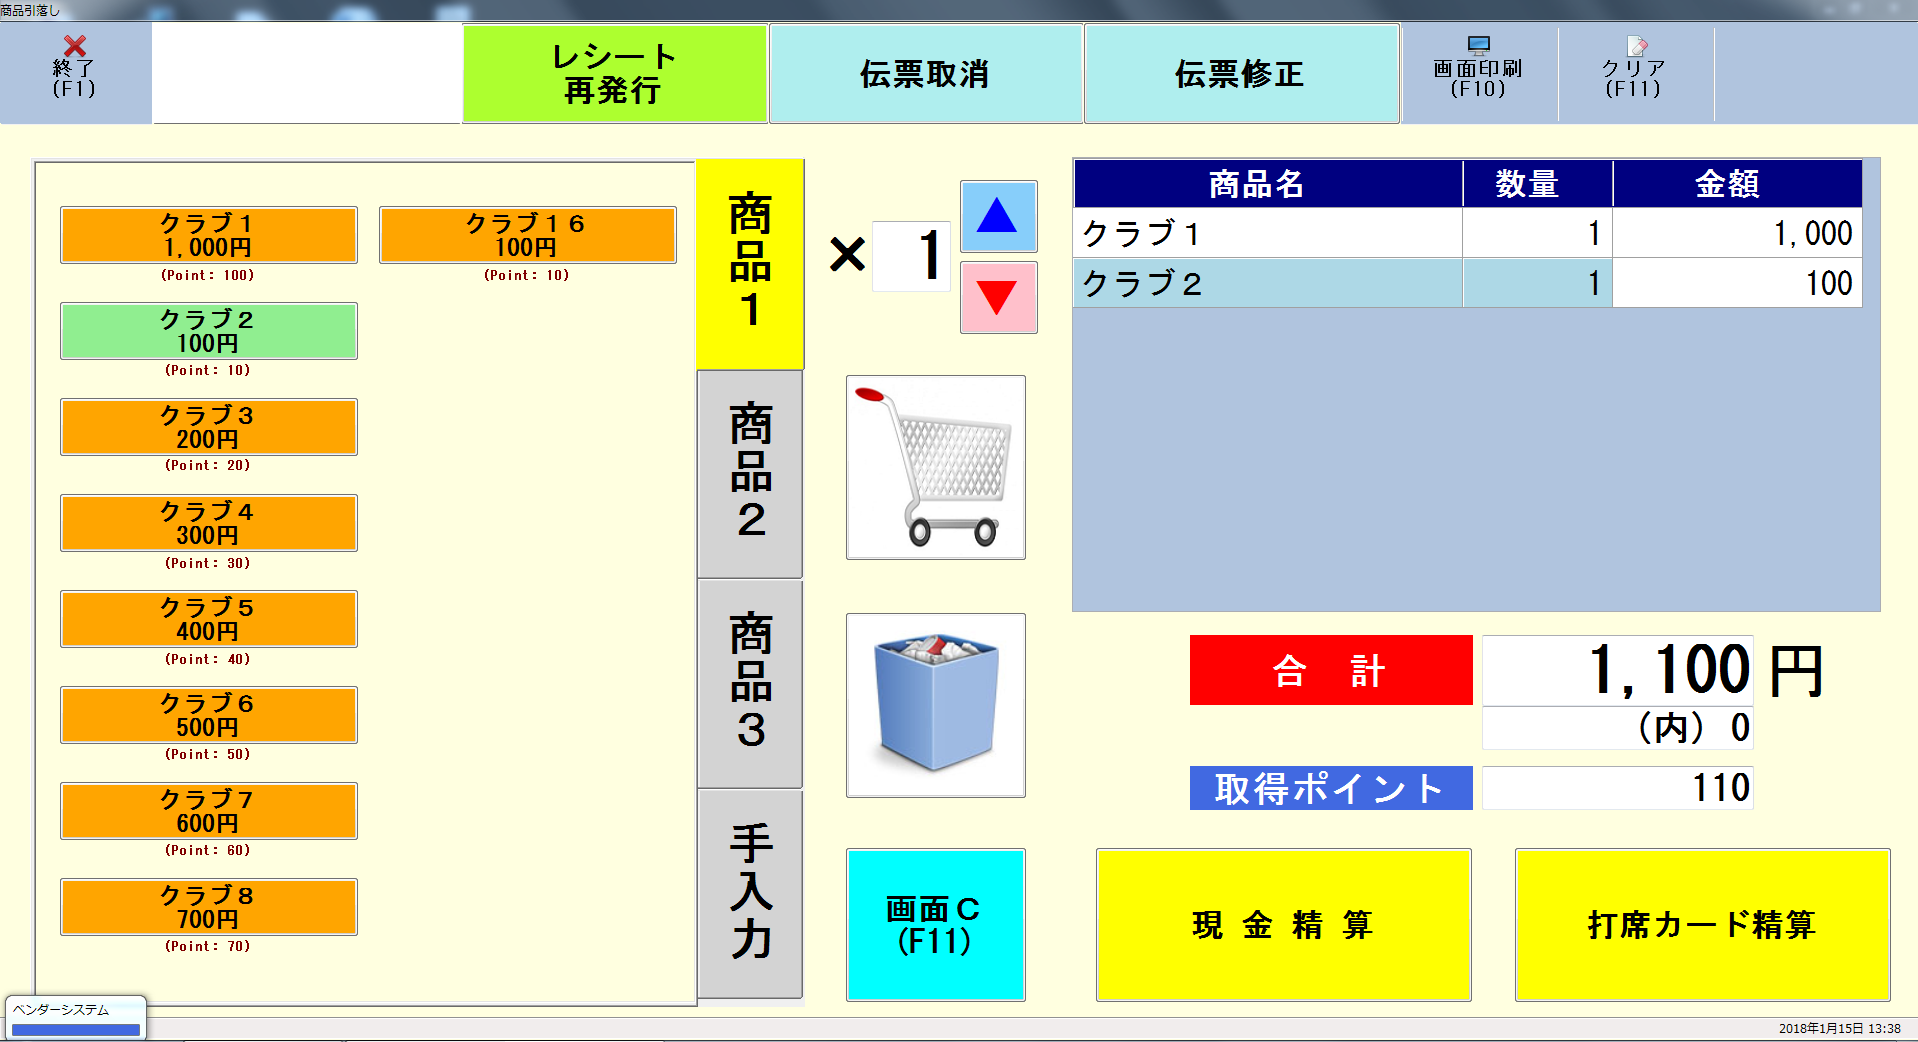 商品引落し
終了
(F1)
レシート
再発行
伝票取消
伝票修正
画面印刷
(F10)
クリア
(F11)
クラブ１
1,000円
(Point: 100)
クラブ１６
100円
(Point: 10)
クラブ２
100円
(Point: 10)
クラブ３
200円
(Point: 20)
クラブ４
300円
(Point: 30)
クラブ５
400円
(Point: 40)
クラブ６
500円
(Point: 50)
クラブ７
600円
(Point: 60)
クラブ８
700円
(Point: 70)
商品1
商品2
商品3
手入力
× 1
▲
▼
画面Ｃ
(F11)
商品名 数量 金額
クラブ１ 1 1,000
クラブ２ 1 100
合　計 1,100 円
(内) 0
取得ポイント 110
現 金 精 算
打席カード精算
ベンダーシステム
2018年1月15日 13:38